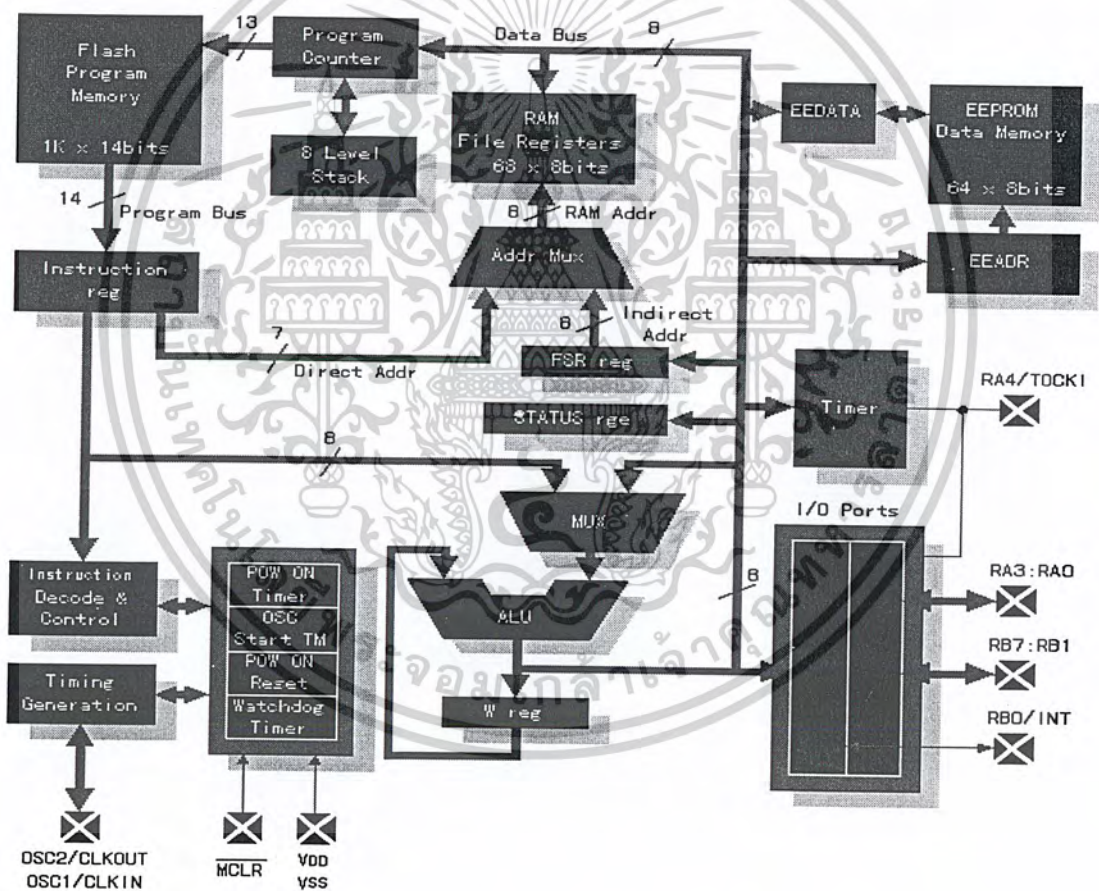 Flash
Program
Memory
1K x 14bits
13
Program
Counter
8 Level
Stack
Data Bus
8
RAM
File Registers
68 x 8bits
EEDATA
EEPROM
Data Memory
64 x 8bits
EEADR
14
Program Bus
Instruction
reg
8
RAM Addr
Addr Mux
7
Direct Addr
8
Indirect
Addr
FSR reg
STATUS rge
Timer
RA4/TOCK1
8
MUX
ALU
W reg
8
I/O Ports
RA3:RA0
RB7:RB1
RB0/INT
Instruction
Decode &
Control
Timing
Generation
POW ON
Timer
OSC
Start TM
POW ON
Reset
Watchdog
Timer
OSC2/CLKOUT
OSC1/CLKIN
MCLR
VDD
VSS